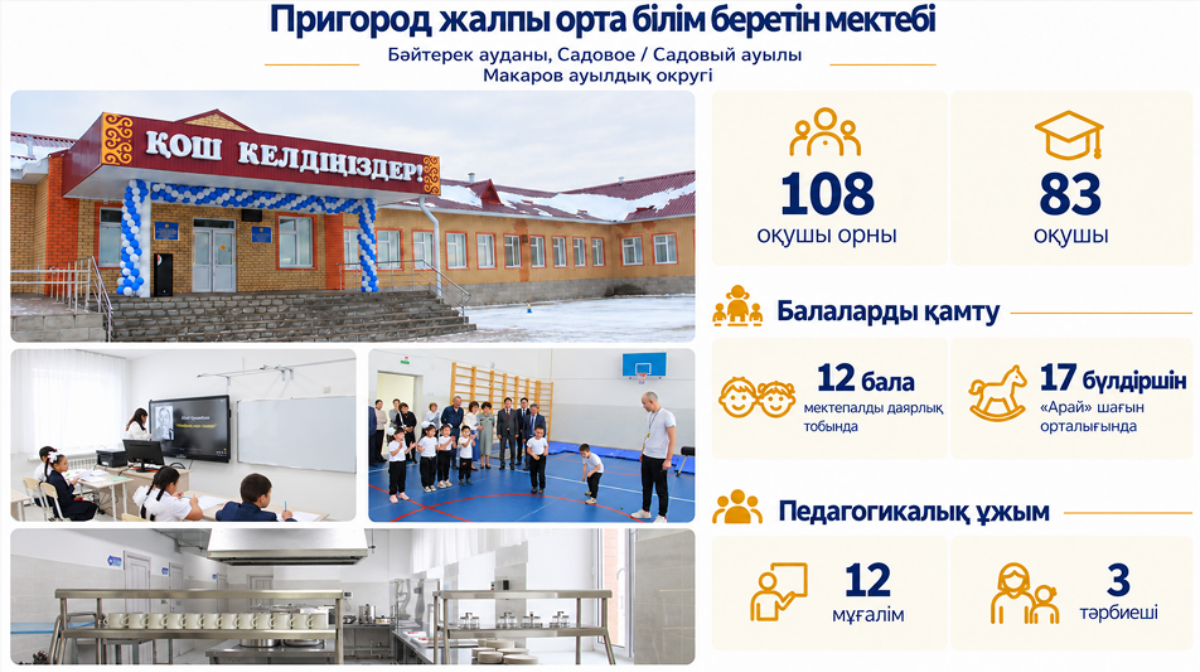 Пригород жалпы орта білім беретін мектебі
Бәйтерек ауданы, Садовое / Садовый ауылы
Макаров ауылдық округі
ҚОШ КЕЛДІҢІЗДЕР!
108
оқушы орны
83
оқушы
Балаларды қамту
12 бала
мектепалды даярлық
тобында
17 бүлдіршін
«Арай» шағын
орталығында
Педагогикалық ұжым
12
мұғалім
3
тәрбиеші